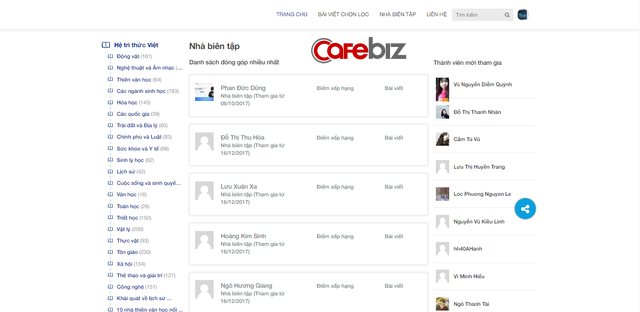 TRANG CHỦ BÀI VIẾT CHỌN LỌC NHÀ BIÊN TẬP LIÊN HỆ Tìm kiếm
Hệ tri thức Việt
Động vật (161)
Nghệ thuật và Âm nhạc (...
Thiên văn học (64)
Các ngành sinh học (183)
Hóa học (145)
Các quốc gia (39)
Trái đất và Địa lý (60)
Chính phủ và Luật (93)
Sức khỏe và Y tế (98)
Sinh lý học (62)
Lịch sử (42)
Cuộc sống và sinh quyể...
Văn học (16)
Toán học (26)
Triết học (150)
Vật lý (200)
Thực vật (93)
Tôn giáo (230)
Xã hội (134)
Thể thao và giải trí (127)
Công nghệ (151)
Khái quát về lịch sử ...
10 nhà thiên văn học nổi ...
Nhà biên tập
CafeBiz
Danh sách đóng góp nhiều nhất
Phan Đức Dũng Điểm xếp hạng Bài viết
Nhà biên tập (Tham gia từ
06/10/2017)
Đỗ Thị Thu Hòa Điểm xếp hạng Bài viết
Nhà biên tập (Tham gia từ
16/12/2017)
Lưu Xuân Xa Điểm xếp hạng Bài viết
Nhà biên tập (Tham gia từ
16/12/2017)
Hoàng Kim Sinh Điểm xếp hạng Bài viết
Nhà biên tập (Tham gia từ
16/12/2017)
Ngô Hương Giang Điểm xếp hạng Bài viết
Nhà biên tập (Tham gia từ
16/12/2017)
Thành viên mới tham gia
Vũ Nguyễn Diễm Quỳnh
Đỗ Thị Thanh Nhàn
Cẩm Tú Vũ
Lưu Thị Huyền Trang
Loc Phuong Nguyen Le
Nguyễn Vũ Kiều Linh
hh40AHanh
Vi Minh Hiếu
Ngô Thanh Tài